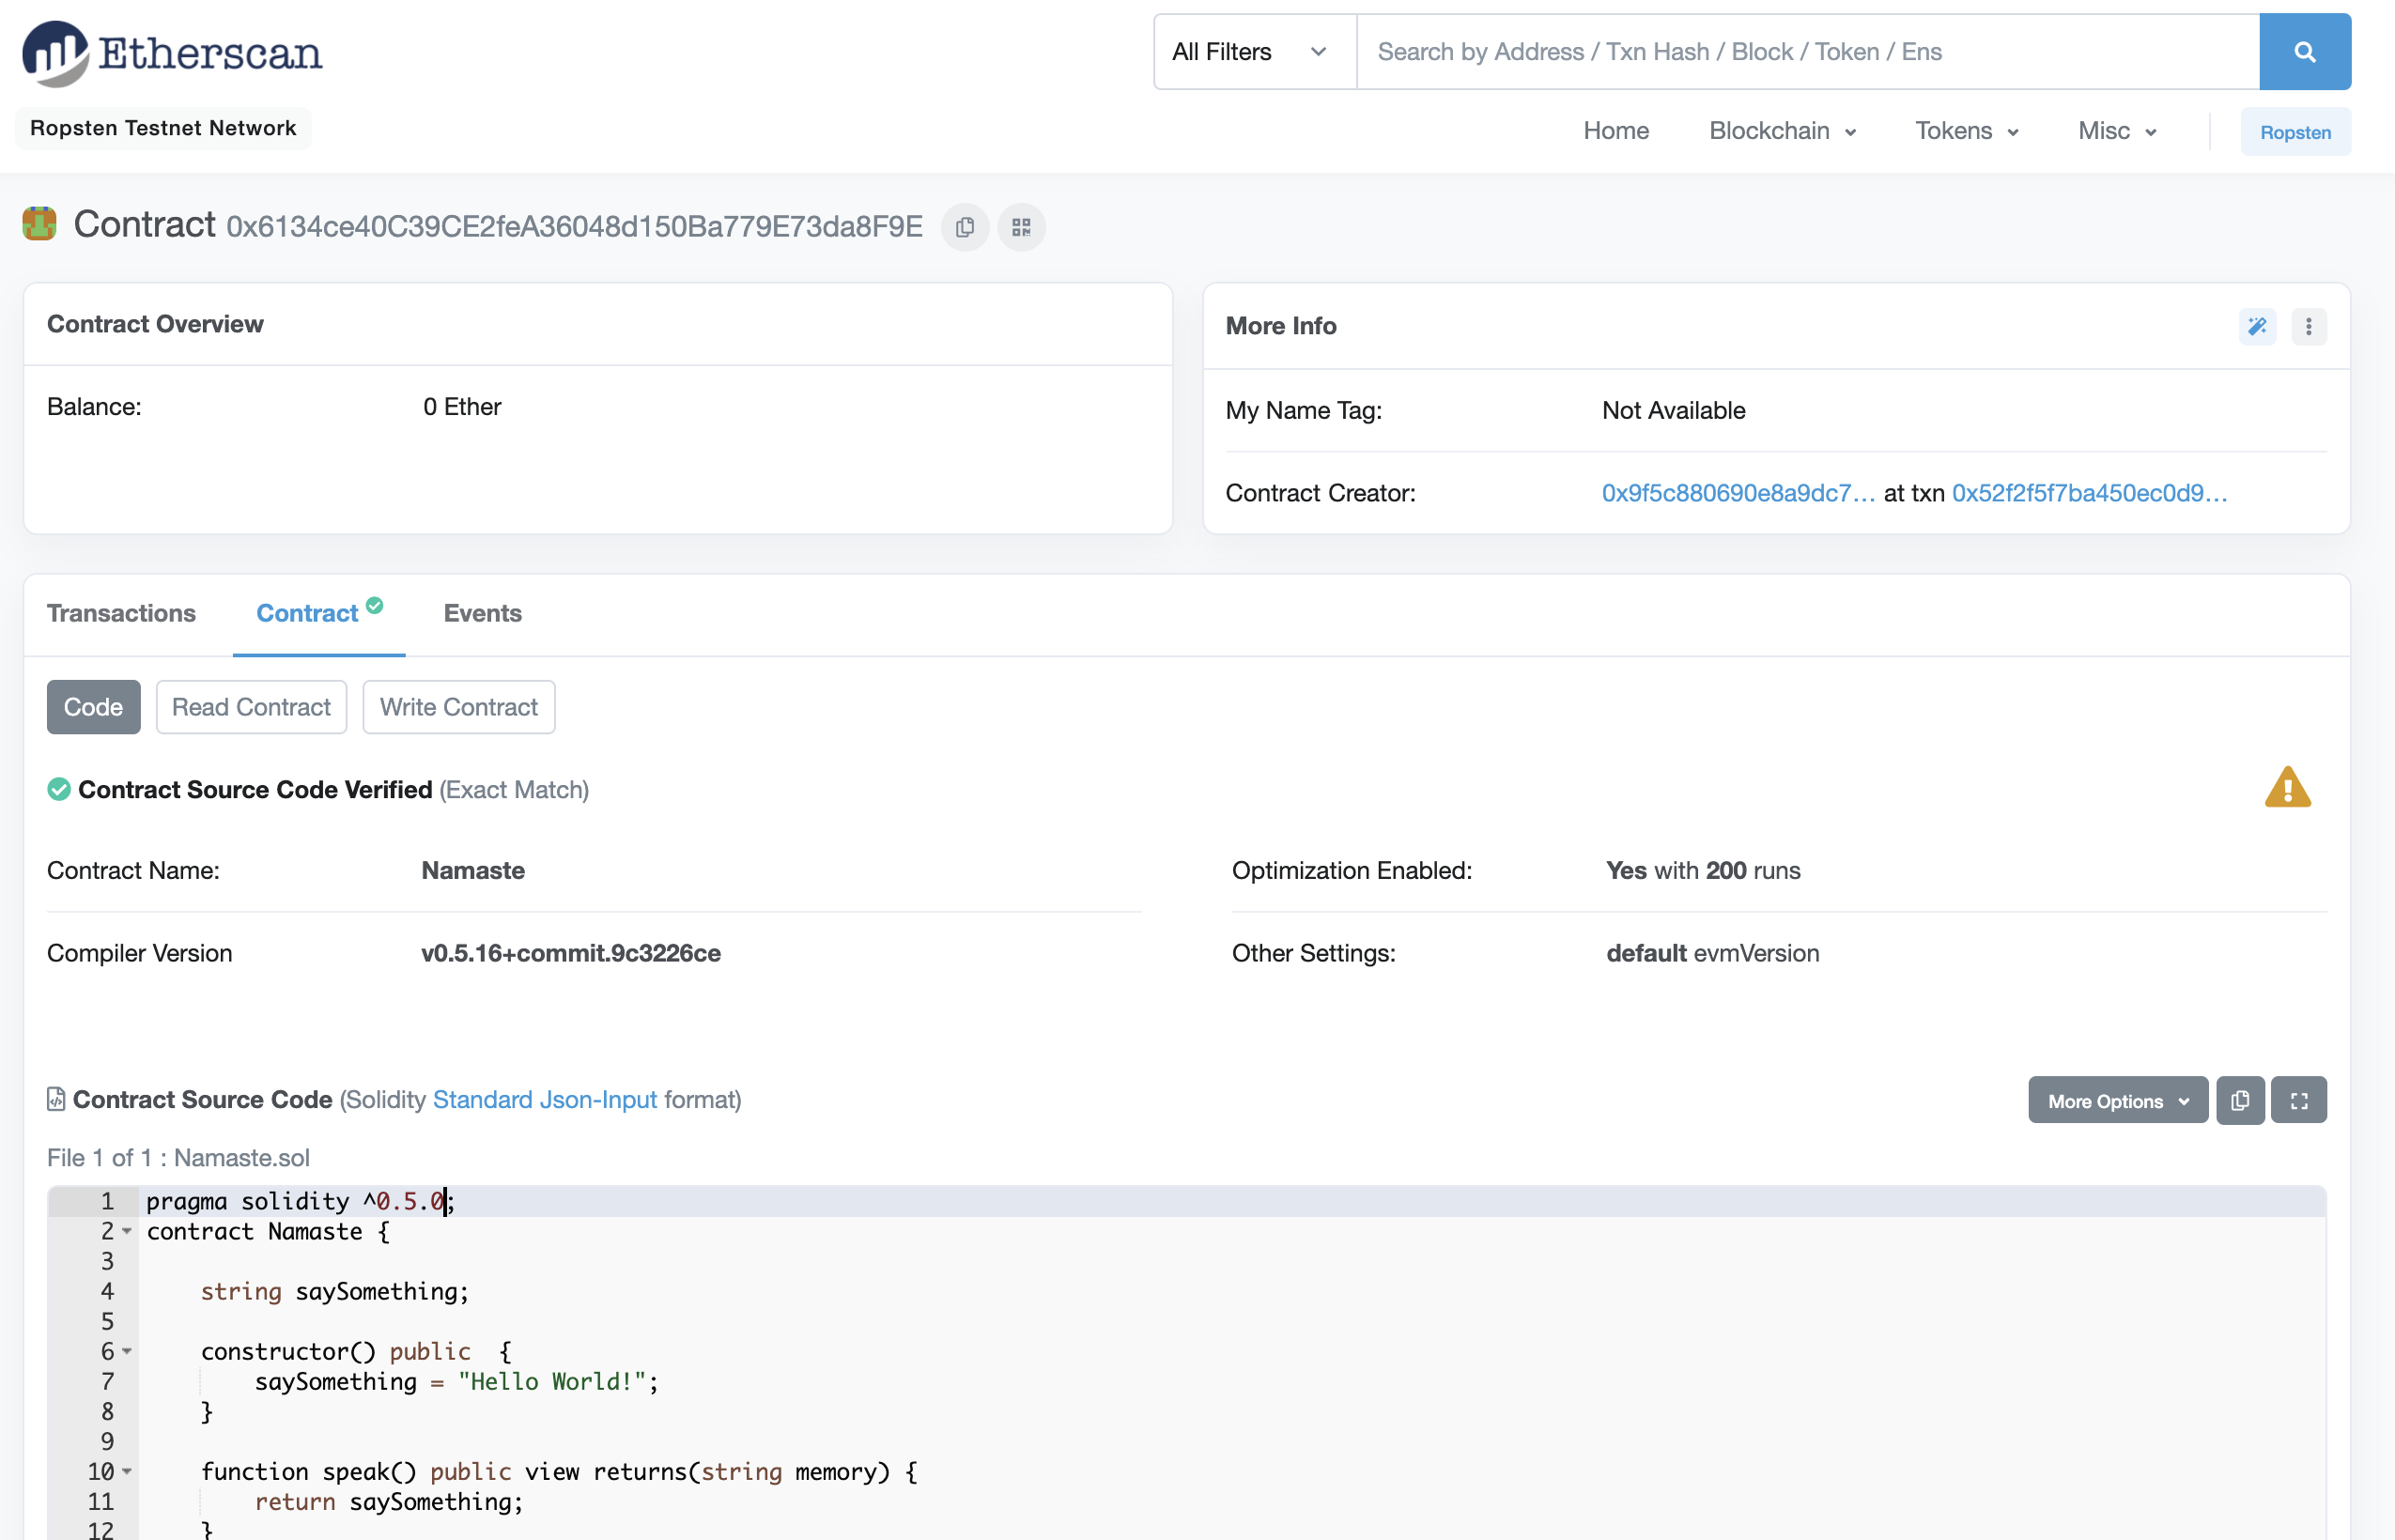 Etherscan
All Filters
Search by Address / Txn Hash / Block / Token / Ens
Ropsten Testnet Network
Home Blockchain Tokens Misc Ropsten
Contract 0x6134ce40C39CE2feA36048d150Ba779E73da8F9E
Contract Overview
Balance: 0 Ether
More Info
My Name Tag: Not Available
Contract Creator: 0x9f5c880690e8a9dc7... at txn 0x52f2f5f7ba450ec0d9...
Transactions Contract Events
Code Read Contract Write Contract
Contract Source Code Verified (Exact Match)
Contract Name: Namaste
Optimization Enabled: Yes with 200 runs
Compiler Version v0.5.16+commit.9c3226ce
Other Settings: default evmVersion
Contract Source Code (Solidity Standard Json-Input format)
More Options
File 1 of 1 : Namaste.sol
1 pragma solidity ^0.5.0;
2 contract Namaste {
3
4 string saySomething;
5
6 constructor() public  {
7 saySomething = "Hello World!";
8 }
9
10 function speak() public view returns(string memory) {
11 return saySomething;
12 }